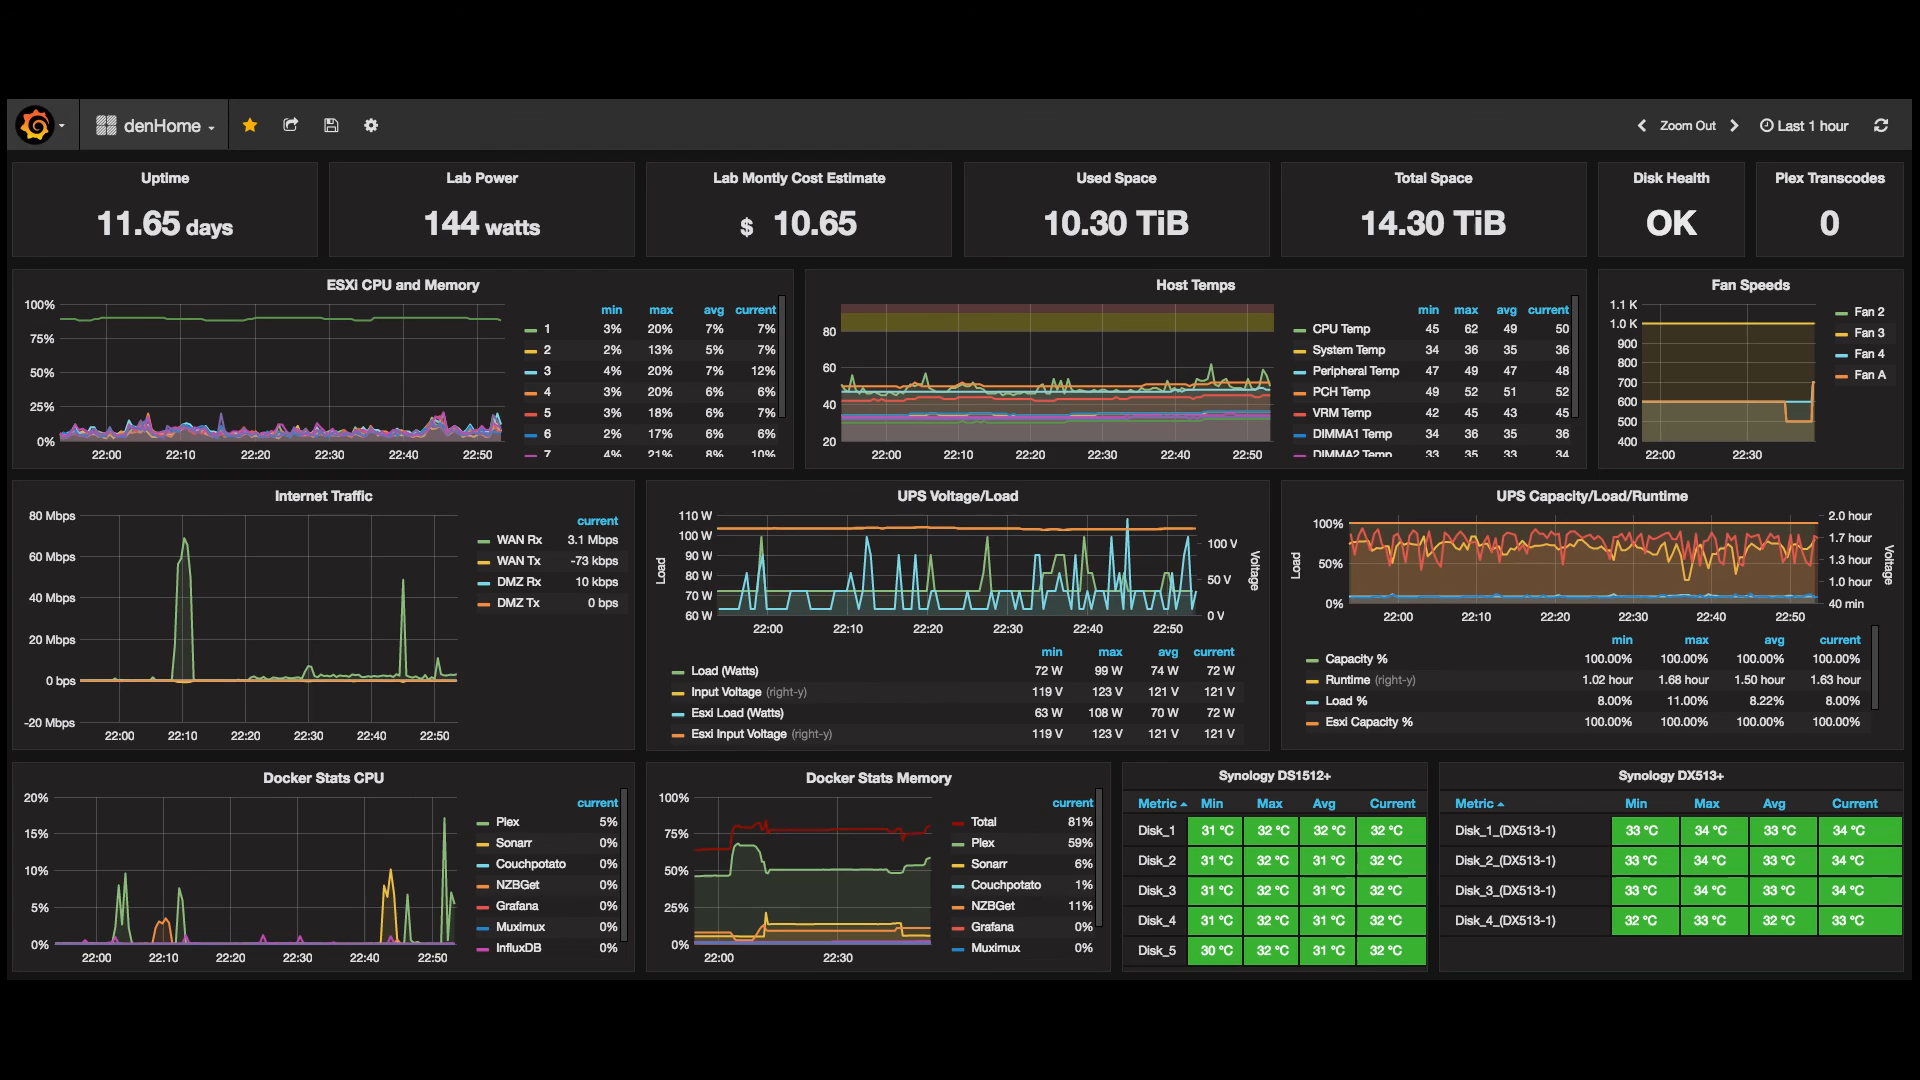 denHome
Zoom Out Last 1 hour
Uptime
11.65 days
Lab Power
144 watts
Lab Montly Cost Estimate
$ 10.65
Used Space
10.30 TiB
Total Space
14.30 TiB
Disk Health
OK
Plex Transcodes
0
ESXi CPU and Memory
100%
75%
50%
25%
0%
22:00 22:10 22:20 22:30 22:40 22:50
min max avg current
1 3% 20% 7% 7%
2 2% 13% 5% 7%
3 4% 20% 7% 12%
4 3% 20% 6% 6%
5 3% 18% 6% 7%
6 2% 17% 6% 6%
7 4% 21% 8% 10%
Host Temps
80
60
40
20
22:00 22:10 22:20 22:30 22:40 22:50
min max avg current
CPU Temp 45 62 49 50
System Temp 34 36 35 36
Peripheral Temp 47 49 47 48
PCH Temp 49 52 51 52
VRM Temp 42 45 43 45
DIMMA1 Temp 34 36 35 36
DIMMA2 Temp 33 35 33 34
Fan Speeds
1.1 K
1.0 K
900
800
700
600
500
400
22:00 22:30
Fan 2
Fan 3
Fan 4
Fan A
Internet Traffic
80 Mbps
60 Mbps
40 Mbps
20 Mbps
0 bps
-20 Mbps
22:00 22:10 22:20 22:30 22:40 22:50
current
WAN Rx 3.1 Mbps
WAN Tx -73 kbps
DMZ Rx 10 kbps
DMZ Tx 0 bps
UPS Voltage/Load
Load
110 W
100 W
90 W
80 W
70 W
60 W
100 V
50 V
0 V
Voltage
22:00 22:10 22:20 22:30 22:40 22:50
min max avg current
Load (Watts) 72 W 99 W 74 W 72 W
Input Voltage (right-y) 119 V 123 V 121 V 121 V
Esxi Load (Watts) 63 W 108 W 70 W 72 W
Esxi Input Voltage (right-y) 119 V 123 V 121 V 121 V
UPS Capacity/Load/Runtime
Load
100%
50%
0%
2.0 hour
1.7 hour
1.3 hour
1.0 hour
40 min
Voltage
22:00 22:10 22:20 22:30 22:40 22:50
min max avg current
Capacity % 100.00% 100.00% 100.00% 100.00%
Runtime (right-y) 1.02 hour 1.68 hour 1.50 hour 1.63 hour
Load % 8.00% 11.00% 8.22% 8.00%
Esxi Capacity % 100.00% 100.00% 100.00% 100.00%
Docker Stats CPU
20%
15%
10%
5%
0%
22:00 22:10 22:20 22:30 22:40 22:50
current
Plex 5%
Sonarr 0%
Couchpotato 0%
NZBGet 0%
Grafana 0%
Muximux 0%
InfluxDB 0%
Docker Stats Memory
100%
75%
50%
25%
0%
22:00 22:30
current
Total 81%
Plex 59%
Sonarr 6%
Couchpotato 1%
NZBGet 11%
Grafana 0%
Muximux 0%
Synology DS1512+
Metric Min Max Avg Current
Disk_1 31 °C 32 °C 32 °C 32 °C
Disk_2 31 °C 32 °C 31 °C 32 °C
Disk_3 31 °C 32 °C 31 °C 32 °C
Disk_4 31 °C 32 °C 31 °C 32 °C
Disk_5 30 °C 32 °C 31 °C 32 °C
Synology DX513+
Metric Min Max Avg Current
Disk_1_(DX513-1) 33 °C 34 °C 33 °C 34 °C
Disk_2_(DX513-1) 33 °C 34 °C 33 °C 34 °C
Disk_3_(DX513-1) 33 °C 34 °C 33 °C 34 °C
Disk_4_(DX513-1) 32 °C 33 °C 32 °C 33 °C